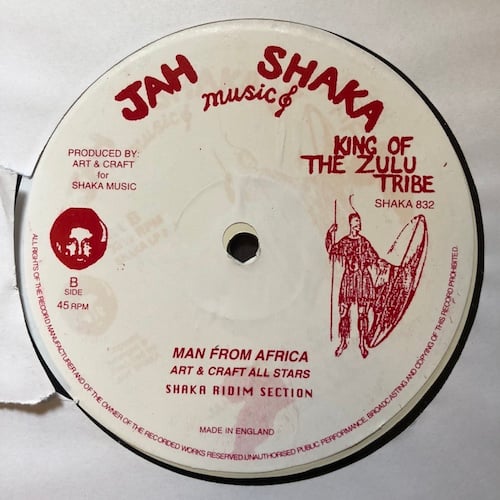 JAH SHAKA
music
KING OF
THE ZULU
TRIBE
SHAKA 832
PRODUCED BY:
ART & CRAFT
for
SHAKA MUSIC
B
SIDE
45 RPM
MAN FROM AFRICA
ART & CRAFT ALL STARS
SHAKA RIDIM SECTION
MADE IN ENGLAND
ALL RIGHTS OF THE RECORD MANUFACTURER AND OF THE OWNER OF THE RECORDED WORKS RESERVED. UNAUTHORISED PUBLIC PERFORMANCE, BROADCASTING AND COPYING OF THIS RECORD PROHIBITED.